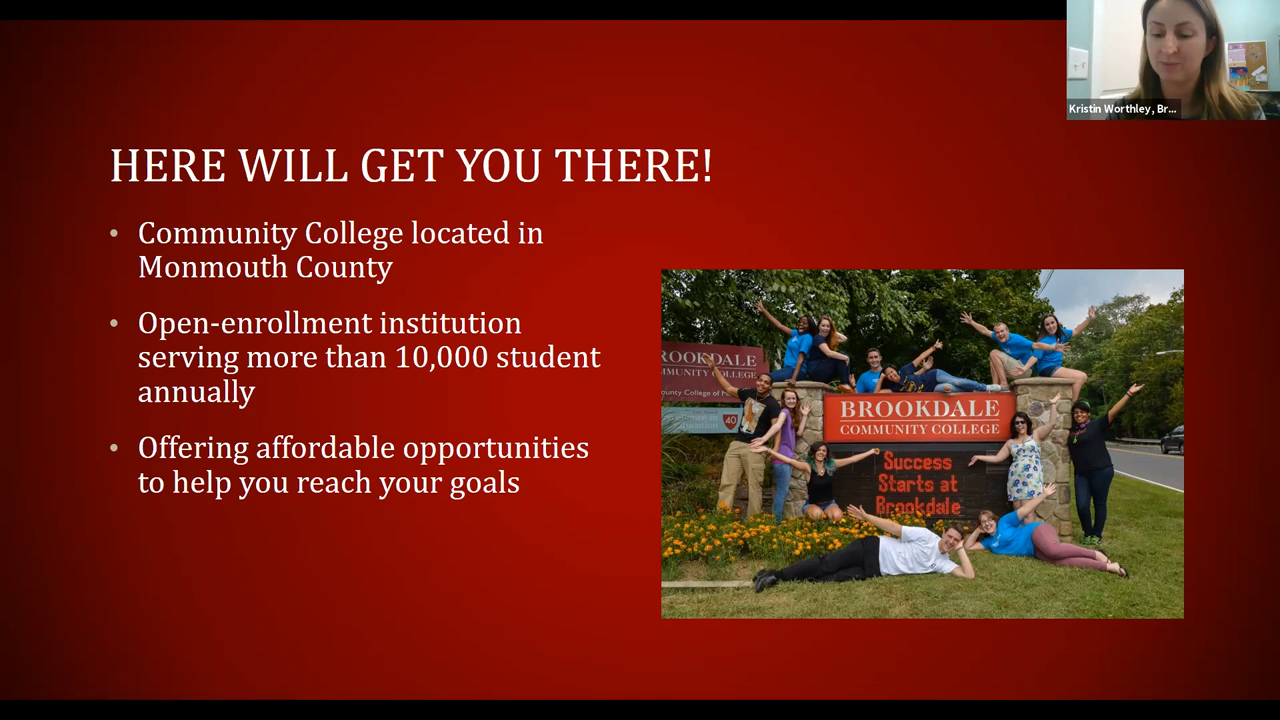 Kristin Worthley, Br...
HERE WILL GET YOU THERE!
• Community College located in
Monmouth County
• Open-enrollment institution
serving more than 10,000 student
annually
• Offering affordable opportunities
to help you reach your goals
ROOKDALE
COMMUNITY COLLEGE
40
BROOKDALE
COMMUNITY COLLEGE
Success
Starts at
Brookdale